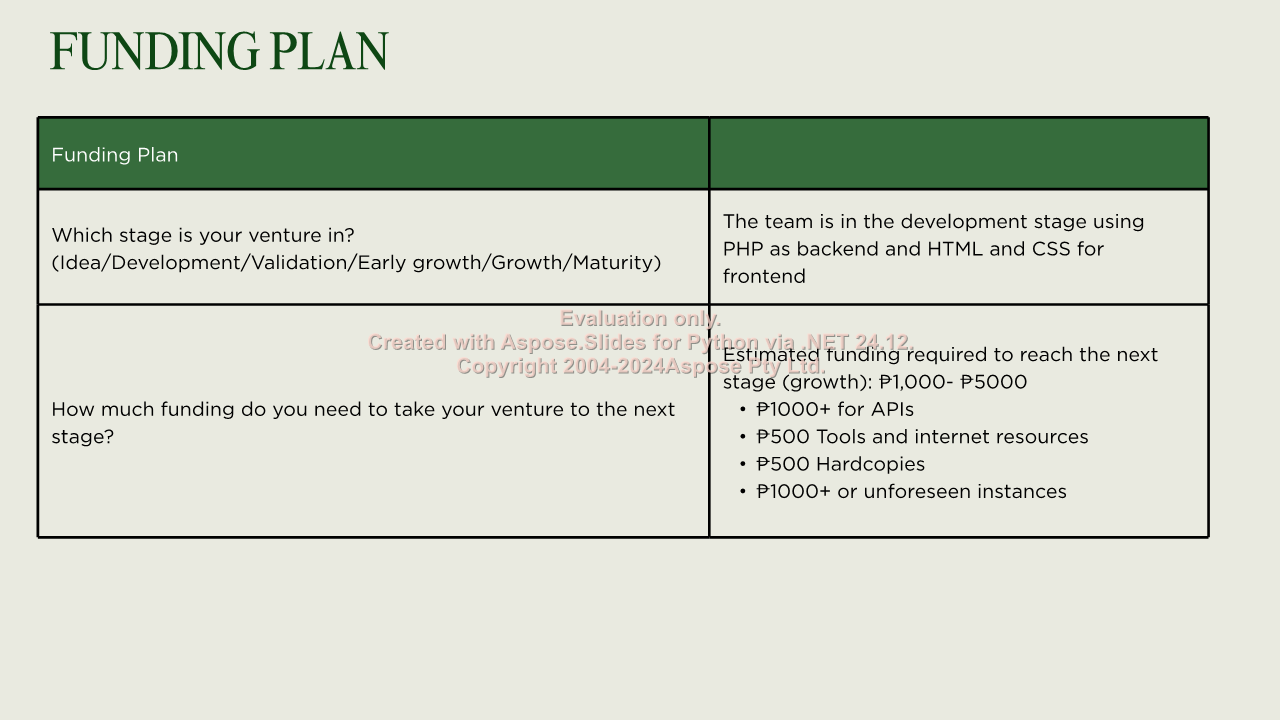 FUNDING PLAN
Funding Plan
Which stage is your venture in?
(Idea/Development/Validation/Early growth/Growth/Maturity)
The team is in the development stage using
PHP as backend and HTML and CSS for
frontend
Evaluation only.
Created with Aspose.Slides for Python via .NET 24.12.
Copyright 2004-2024Aspose Pty Ltd.
How much funding do you need to take your venture to the next
stage?
Estimated funding required to reach the next
stage (growth): ₱1,000- ₱5000
• ₱1000+ for APIs
• ₱500 Tools and internet resources
• ₱500 Hardcopies
• ₱1000+ or unforeseen instances